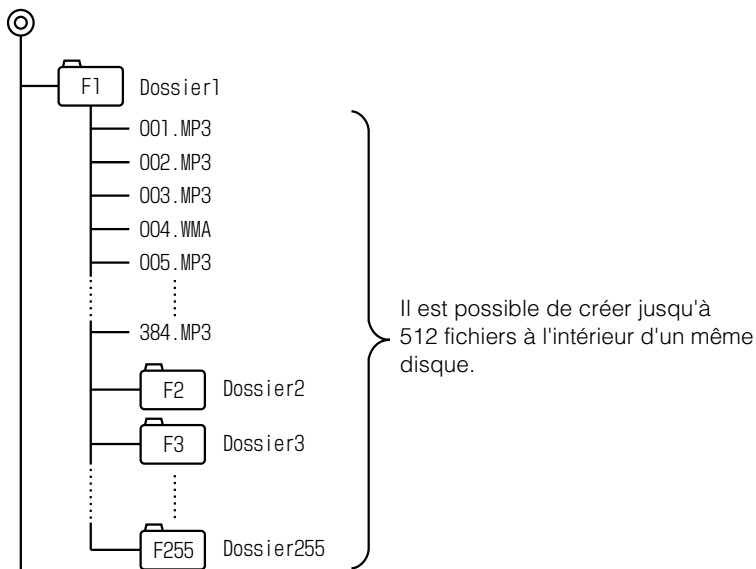 F1 Dossier1
001.MP3
002.MP3
003.MP3
004.WMA
005.MP3
384.MP3
F2 Dossier2
F3 Dossier3
F255 Dossier255
Il est possible de créer jusqu'à
512 fichiers à l'intérieur d'un même
disque.